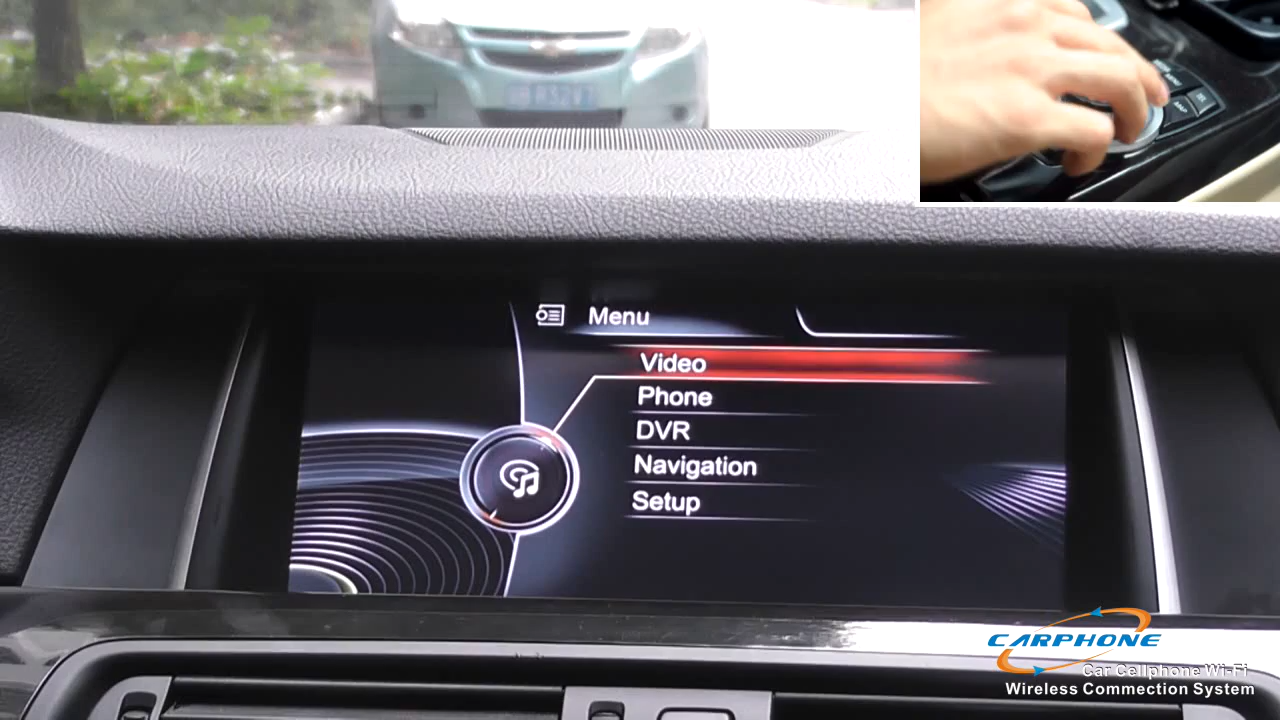 Menu
Video
Phone
DVR
Navigation
Setup
CARPHONE
Car Cellphone Wi-Fi
Wireless Commection System